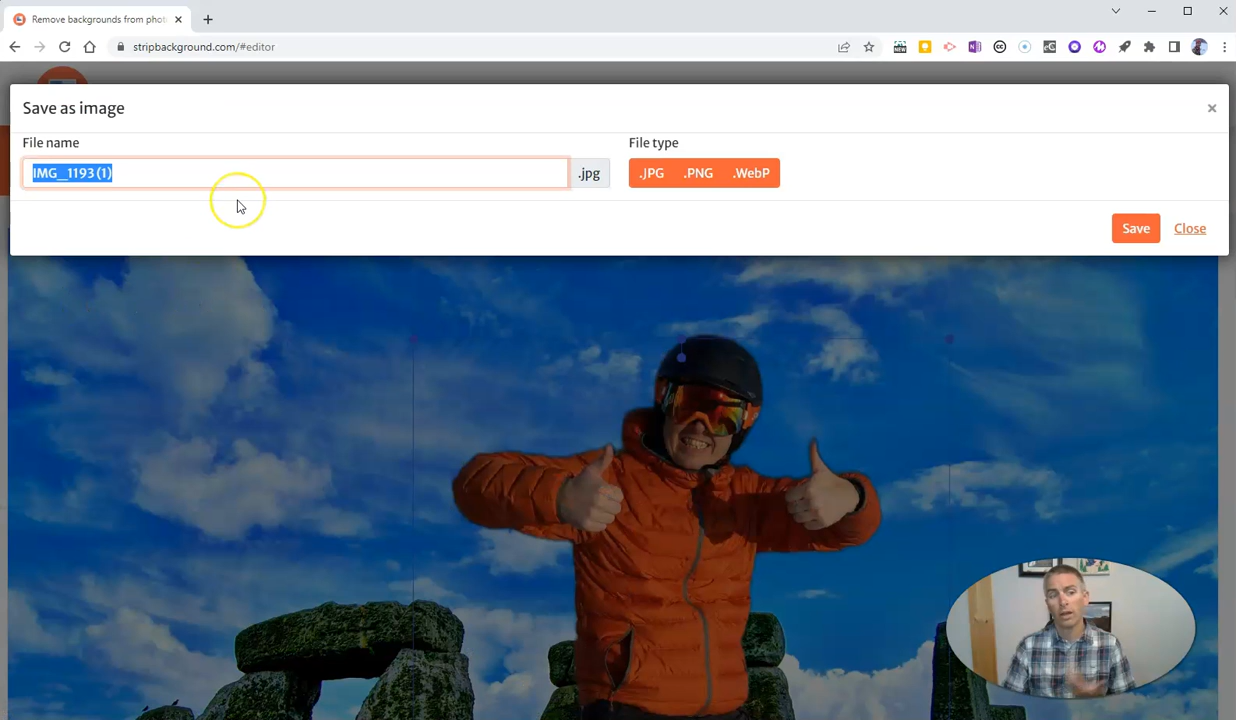 Remove backgrounds from phot
stripbackground.com/#editor
Save as image
File name
File type
IMG_1193 (1)
.jpg
.JPG
.PNG
.WebP
Save
Close